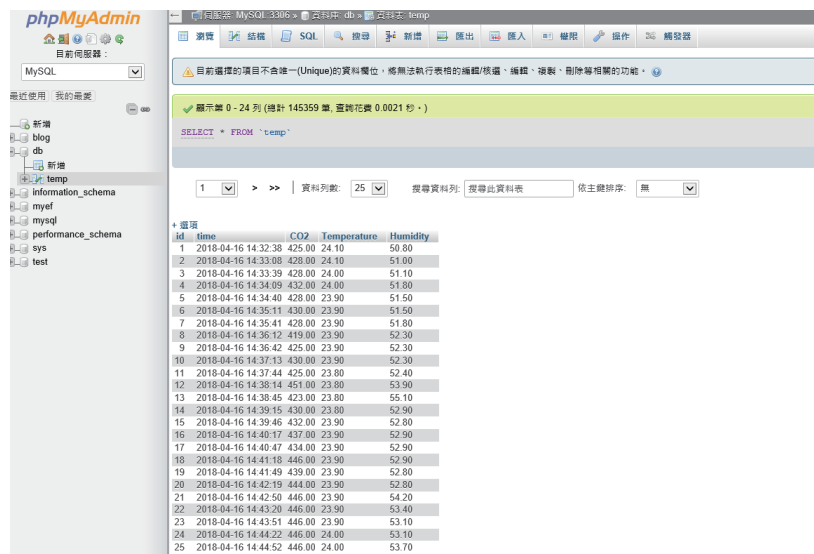 phpMyAdmin
目前伺服器：
MySQL
最近使用 我的最愛
新增
blog
db
新增
temp
information_schema
myef
mysql
performance_schema
sys
test
伺服器: MySQL:3306 » 資料庫: db » 資料表: temp
瀏覽 結構 SQL 搜尋 新增 匯出 匯入 權限 操作 觸發器
目前選擇的項目不含唯一(Unique)的資料欄位，將無法執行表格的編輯/核選、編輯、複製、刪除等相關的功能。
顯示第 0 - 24 列 (總計 145359 筆, 查詢花費 0.0021 秒。)
SELECT * FROM `temp`
1 > >> 資料列數: 25 搜尋資料列: 搜尋此資料表 依主鍵排序: 無
+ 選項
id time CO2 Temperature Humidity
1 2018-04-16 14:32:38 425.00 24.10 50.80
2 2018-04-16 14:33:08 428.00 24.10 51.00
3 2018-04-16 14:33:39 428.00 24.00 51.10
4 2018-04-16 14:34:09 432.00 24.00 51.80
5 2018-04-16 14:34:40 428.00 23.90 51.50
6 2018-04-16 14:35:11 430.00 23.90 51.50
7 2018-04-16 14:35:41 428.00 23.90 51.80
8 2018-04-16 14:36:12 419.00 23.90 52.30
9 2018-04-16 14:36:42 425.00 23.90 52.30
10 2018-04-16 14:37:13 430.00 23.90 52.30
11 2018-04-16 14:37:44 425.00 23.80 52.40
12 2018-04-16 14:38:14 451.00 23.80 53.90
13 2018-04-16 14:38:45 423.00 23.80 55.10
14 2018-04-16 14:39:15 430.00 23.80 52.90
15 2018-04-16 14:39:46 432.00 23.80 52.80
16 2018-04-16 14:40:17 437.00 23.90 52.90
17 2018-04-16 14:40:47 434.00 23.90 52.90
18 2018-04-16 14:41:18 446.00 23.90 52.90
19 2018-04-16 14:41:49 439.00 23.90 52.80
20 2018-04-16 14:42:19 444.00 23.90 52.80
21 2018-04-16 14:42:50 446.00 23.90 54.20
22 2018-04-16 14:43:20 446.00 23.90 53.40
23 2018-04-16 14:43:51 446.00 23.90 53.10
24 2018-04-16 14:44:22 446.00 24.00 53.10
25 2018-04-16 14:44:52 446.00 24.00 53.70